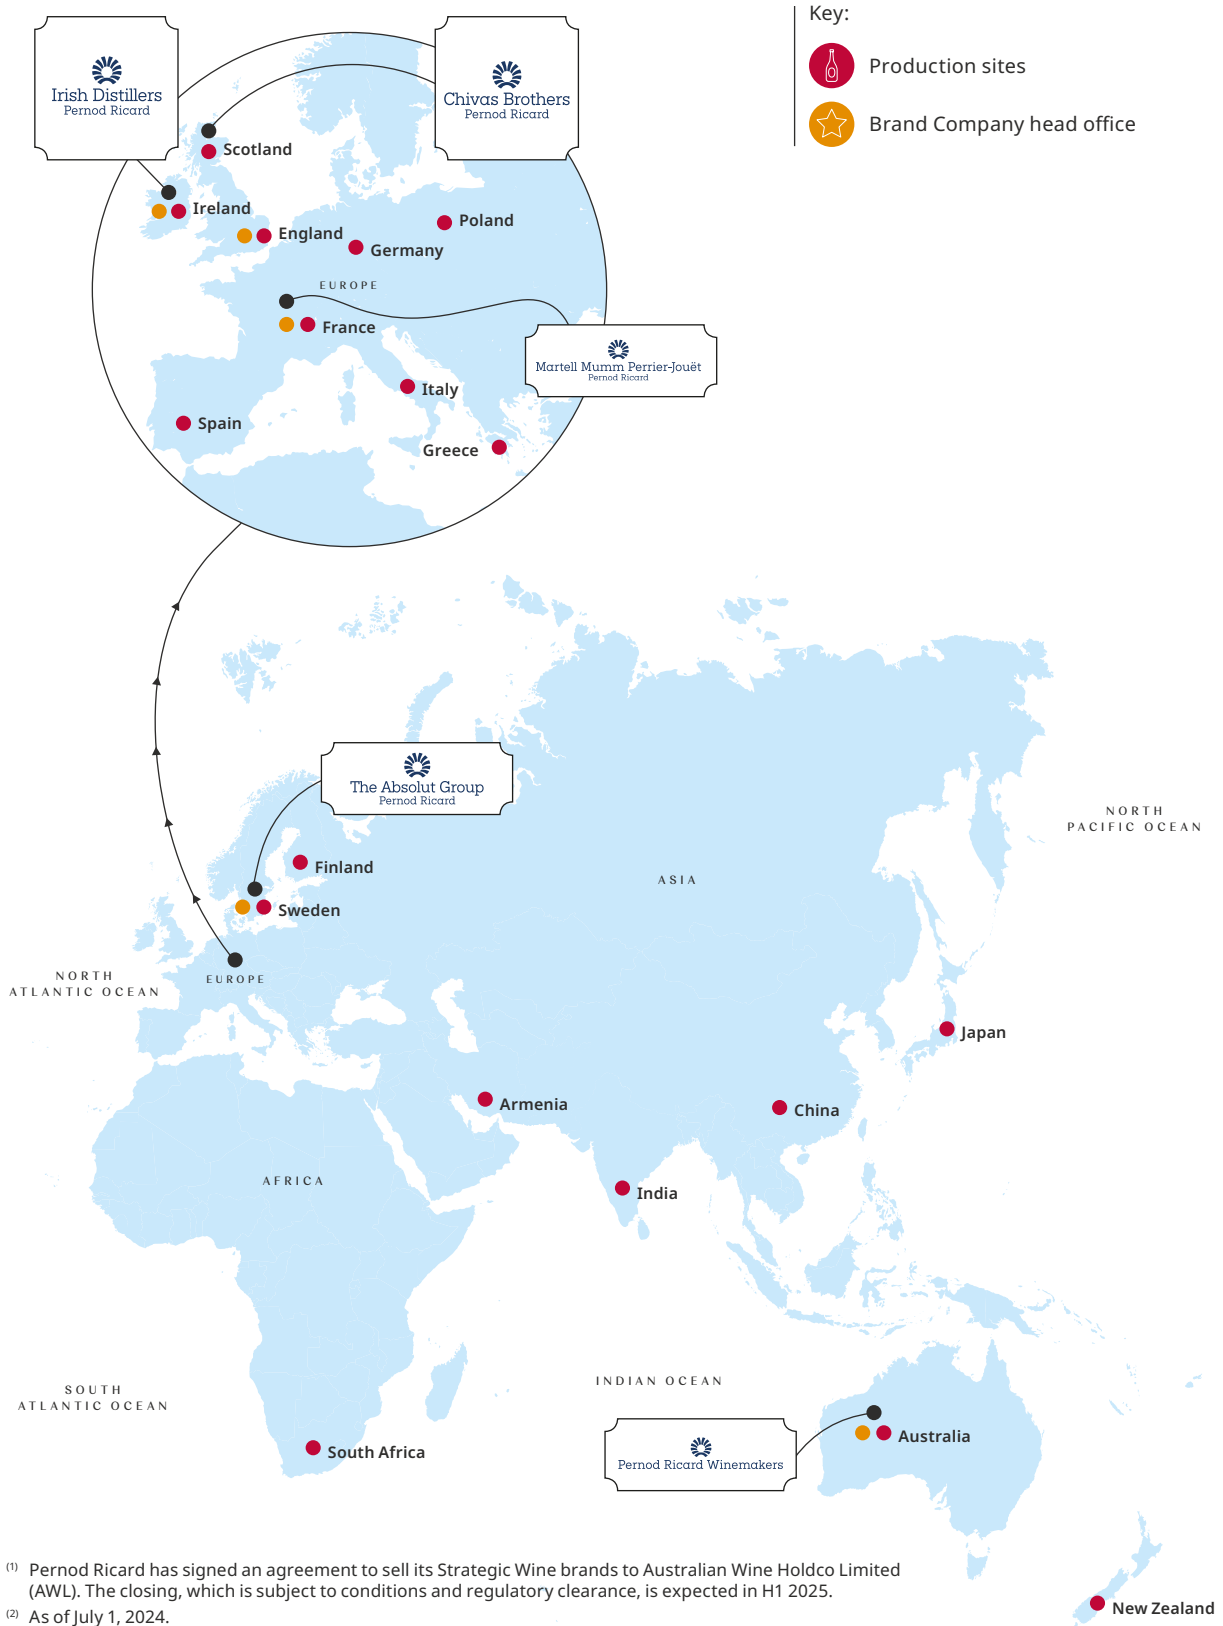 Key:
Production sites
Brand Company head office
Irish Distillers
Pernod Ricard
Chivas Brothers
Pernod Ricard
Scotland
Ireland
England
Germany
Poland
EUROPE
France
Martell Mumm Perrier-Jouët
Pernod Ricard
Italy
Spain
Greece
The Absolut Group
Pernod Ricard
NORTH
PACIFIC OCEAN
Finland
ASIA
Sweden
EUROPE
NORTH
ATLANTIC OCEAN
Japan
Armenia
China
AFRICA
India
INDIAN OCEAN
SOUTH
ATLANTIC OCEAN
Pernod Ricard Winemakers
Australia
South Africa
(1) Pernod Ricard has signed an agreement to sell its Strategic Wine brands to Australian Wine Holdco Limited
(AWL). The closing, which is subject to conditions and regulatory clearance, is expected in H1 2025.
(2) As of July 1, 2024.
New Zealand